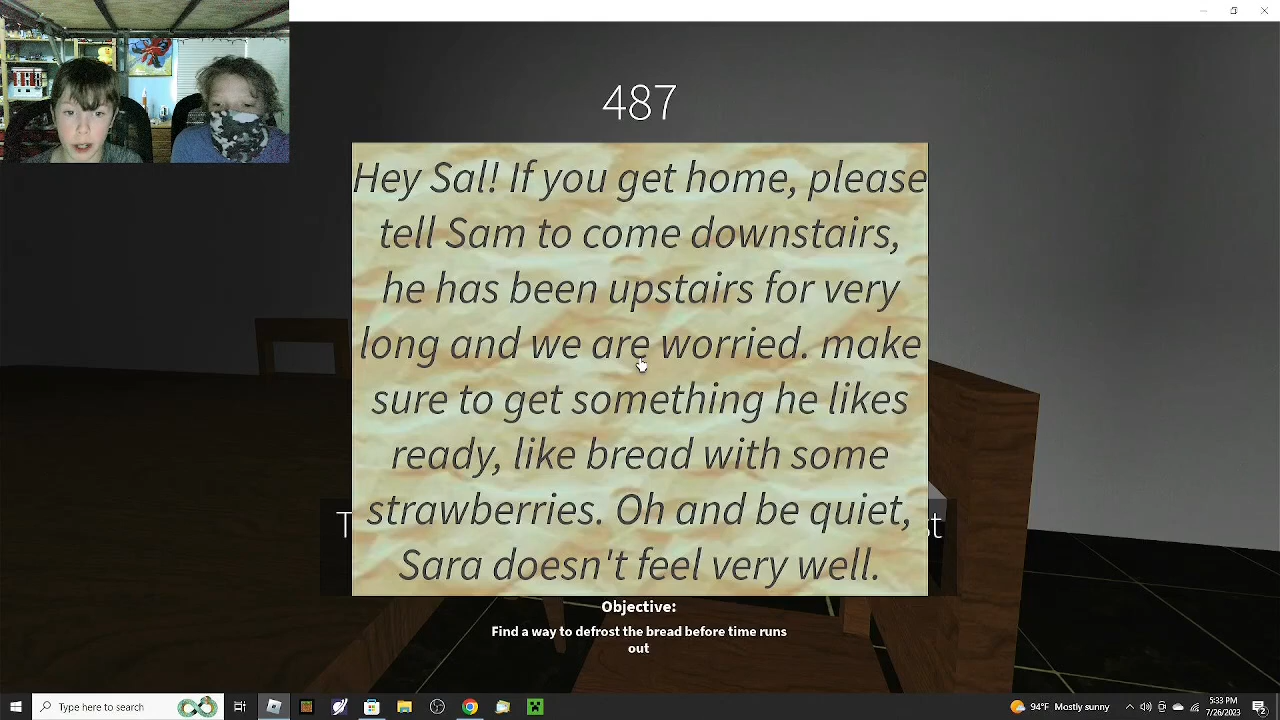 487
Hey Sal! If you get home, please
tell Sam to come downstairs,
he has been upstairs for very
long and we are worried. make
sure to get something he likes
ready, like bread with some
strawberries. Oh and be quiet,
Sara doesn't feel very well.
Objective:
Find a way to defrost the bread before time runs
out
Type here to search
94°F Mostly sunny
5:33 PM
7/26/2023